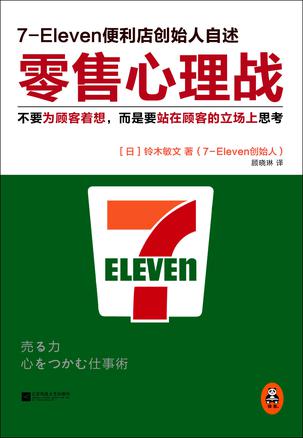 7-Eleven便利店创始人自述
零售心理战
不要为顾客着想，而是要站在顾客的立场上思考
［日］铃木敏文 著（7-Eleven创始人）
顾晓琳 译
7
ELEVEn
売る力
心をつかむ仕事術